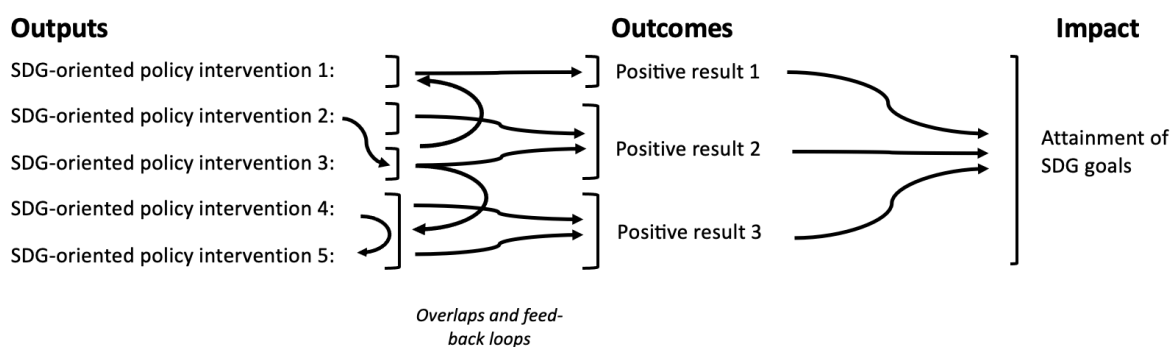 Outputs
Outcomes
Impact
SDG-oriented policy intervention 1:
Positive result 1
SDG-oriented policy intervention 2:
SDG-oriented policy intervention 3:
Positive result 2
Attainment of
SDG goals
SDG-oriented policy intervention 4:
Positive result 3
SDG-oriented policy intervention 5:
Overlaps and feed-
back loops